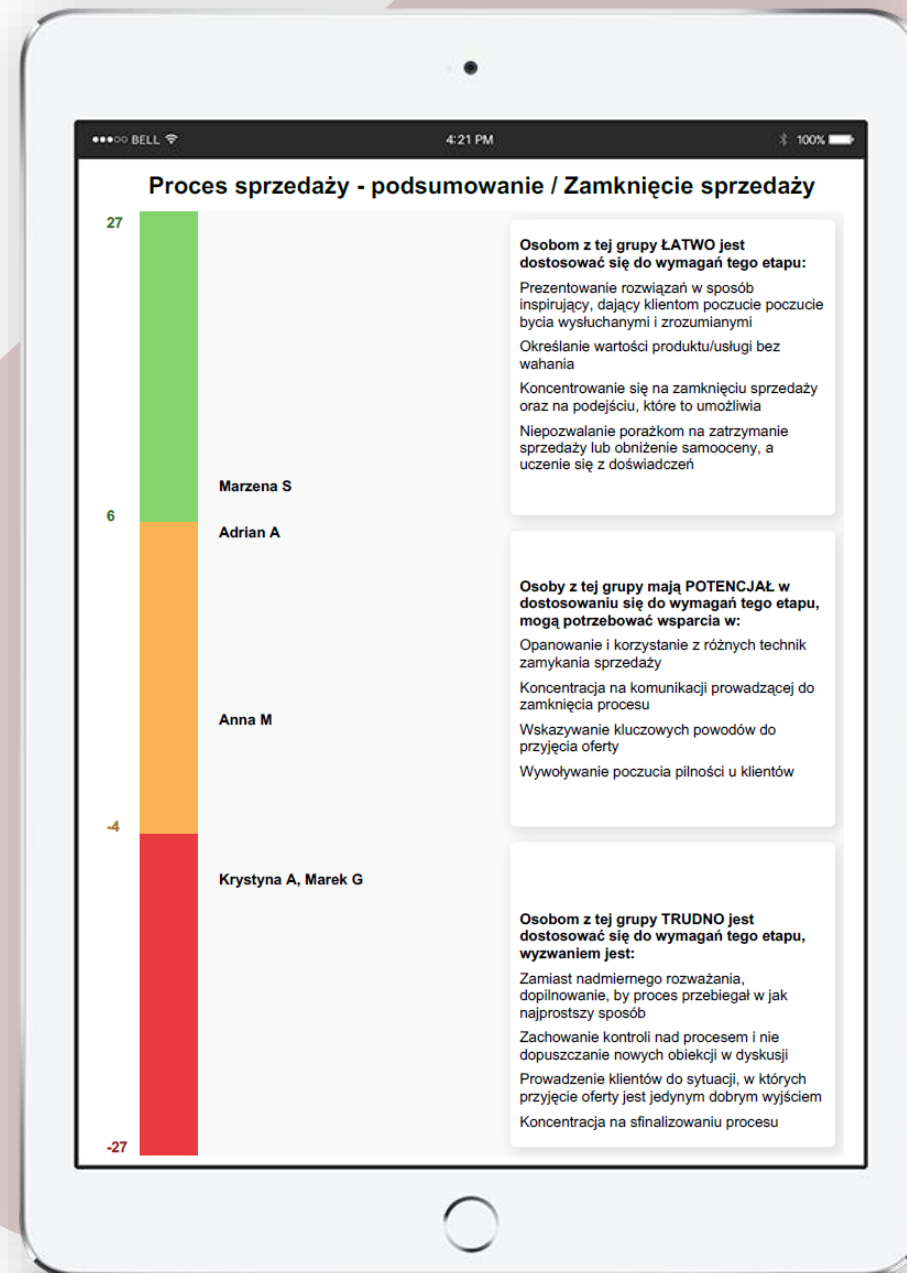 BELL
4:21 PM
100%
Proces sprzedaży - podsumowanie / Zamknięcie sprzedaży
27
Osobom z tej grupy ŁATWO jest
dostosować się do wymagań tego etapu:
Prezentowanie rozwiązań w sposób
inspirujący, dający klientom poczucie poczucie
bycia wysłuchanymi i zrozumianymi
Określanie wartości produktu/usługi bez
wahania
Koncentrowanie się na zamknięciu sprzedaży
oraz na podejściu, które to umożliwia
Niepozwalanie porażkom na zatrzymanie
sprzedaży lub obniżenie samooceny, a
uczenie się z doświadczeń
Marzena S
6
Adrian A
Osoby z tej grupy mają POTENCJAŁ w
dostosowaniu się do wymagań tego etapu,
mogą potrzebować wsparcia w:
Opanowanie i korzystanie z różnych technik
zamykania sprzedaży
Koncentracja na komunikacji prowadzącej do
zamknięcia procesu
Wskazywanie kluczowych powodów do
przyjęcia oferty
Wywoływanie poczucia pilności u klientów
Anna M
-4
Krystyna A, Marek G
Osobom z tej grupy TRUDNO jest
dostosować się do wymagań tego etapu,
wyzwaniem jest:
Zamiast nadmiernego rozważania,
dopilnowanie, by proces przebiegał w jak
najprostszy sposób
Zachowanie kontroli nad procesem i nie
dopuszczanie nowych obiekcji w dyskusji
Prowadzenie klientów do sytuacji, w których
przyjęcie oferty jest jedynym dobrym wyjściem
Koncentracja na sfinalizowaniu procesu
-27